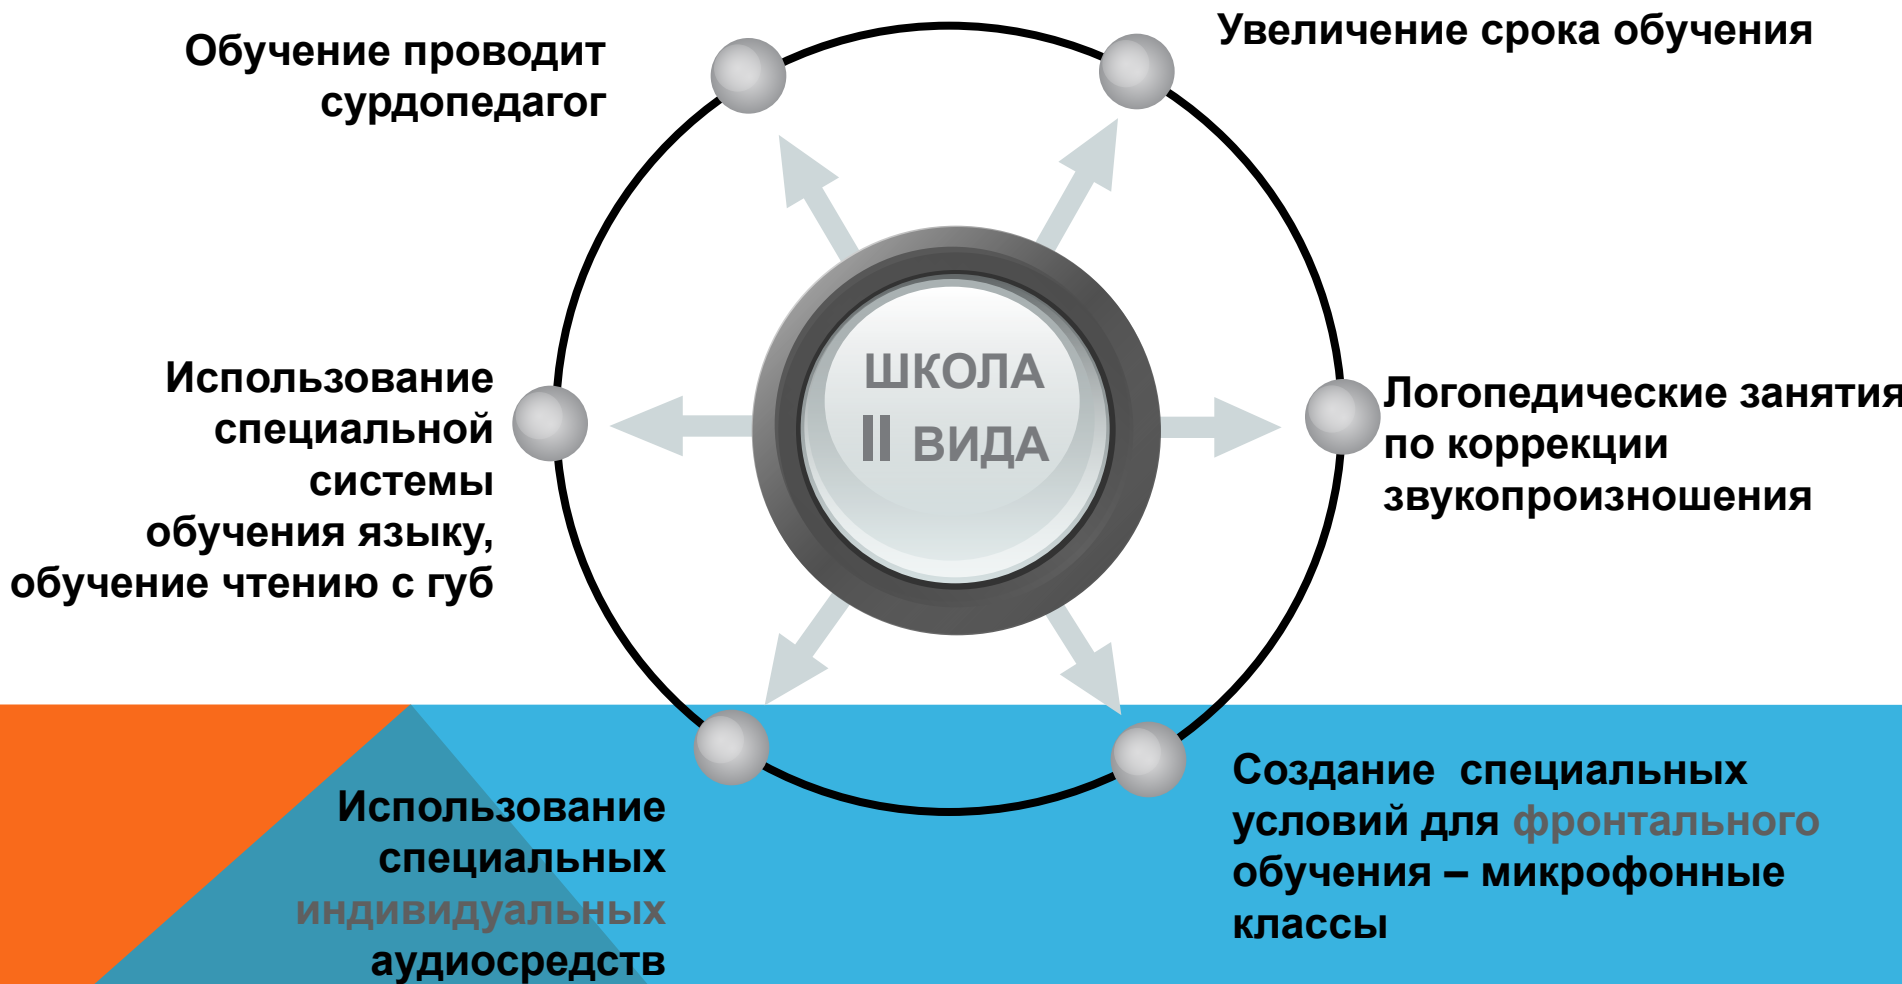 Обучение проводит
сурдопедагог
Увеличение срока обучения
Использование
специальной
системы
обучения языку,
обучение чтению с губ
ШКОЛА
II ВИДА
Логопедические занятия
по коррекции
звукопроизношения
Использование
специальных
индивидуальных
аудиосредств
Создание специальных
условий для фронтального
обучения – микрофонные
классы